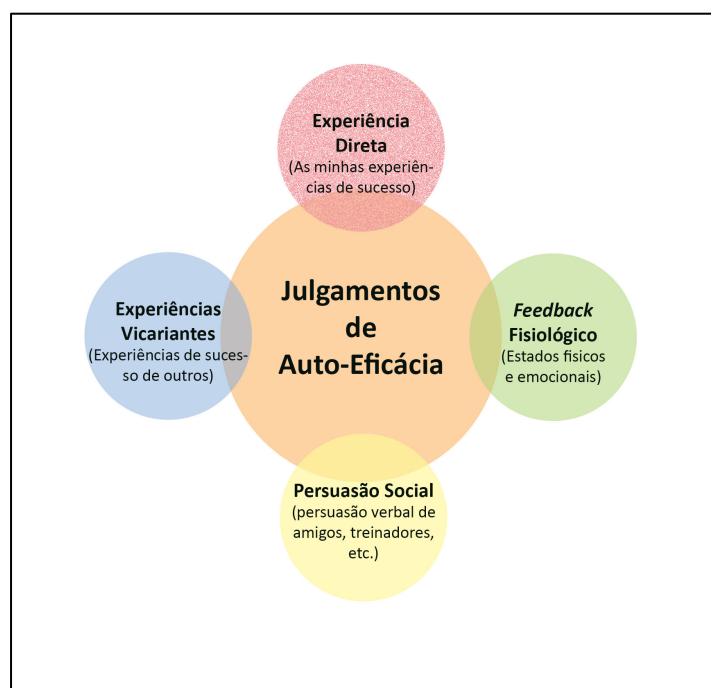 Experiência
Direta
(As minhas experiên-
cias de sucesso)
Experiências
Vicariantes
(Experiências de suces-
so de outros)
Julgamentos
de
Auto-Eficácia
Feedback
Fisiológico
(Estados físicos
e emocionais)
Persuasão Social
(persuasão verbal de
amigos, treinadores,
etc.)